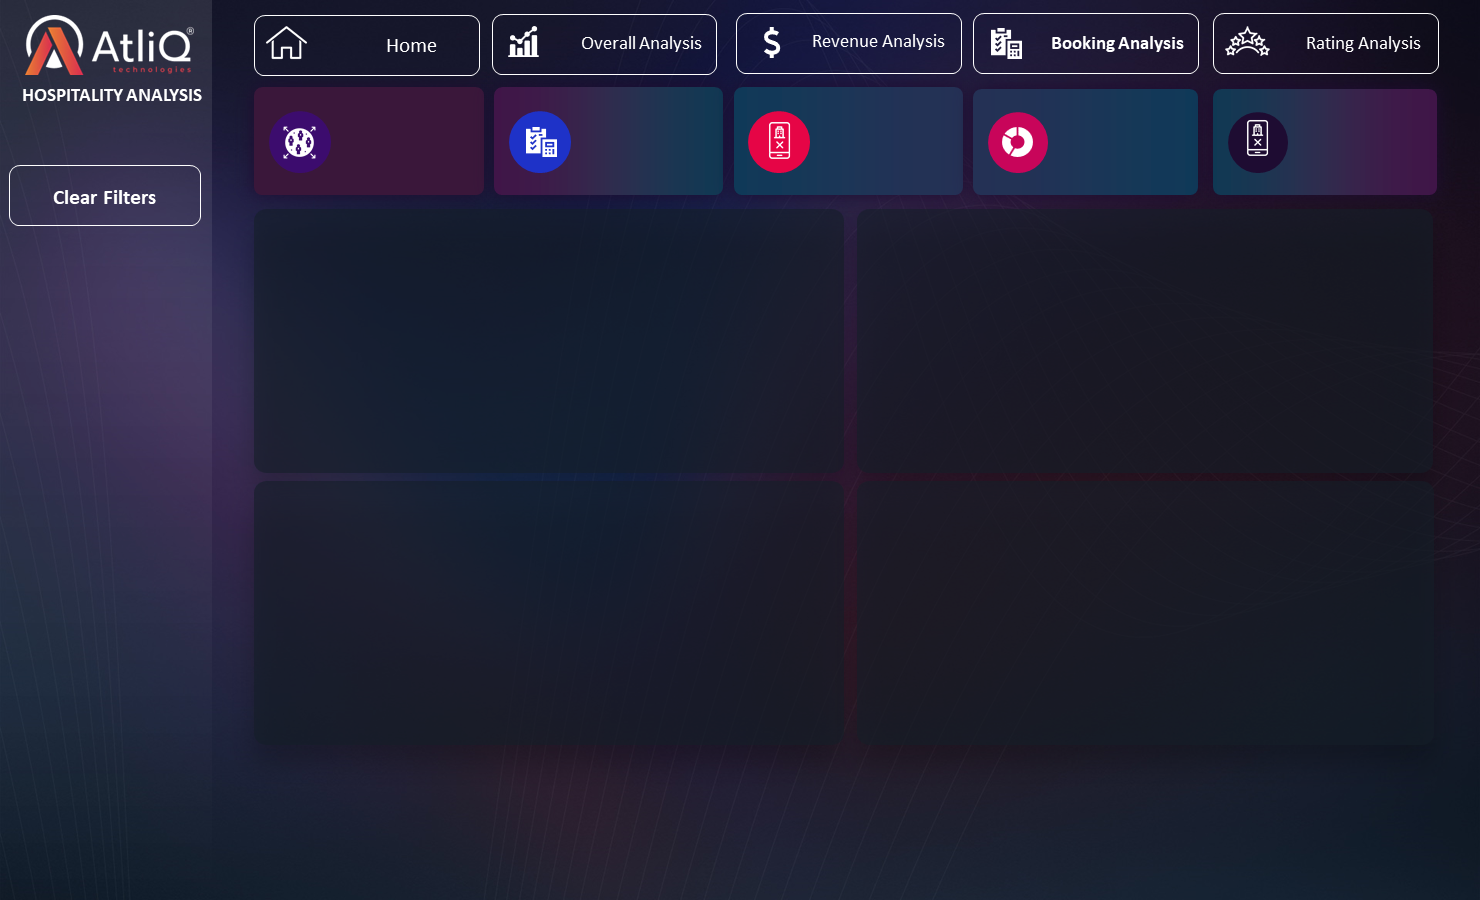 AtliQ®
technologies
HOSPITALITY ANALYSIS
Clear Filters
Home
Overall Analysis
$
Revenue Analysis
Booking Analysis
Rating Analysis